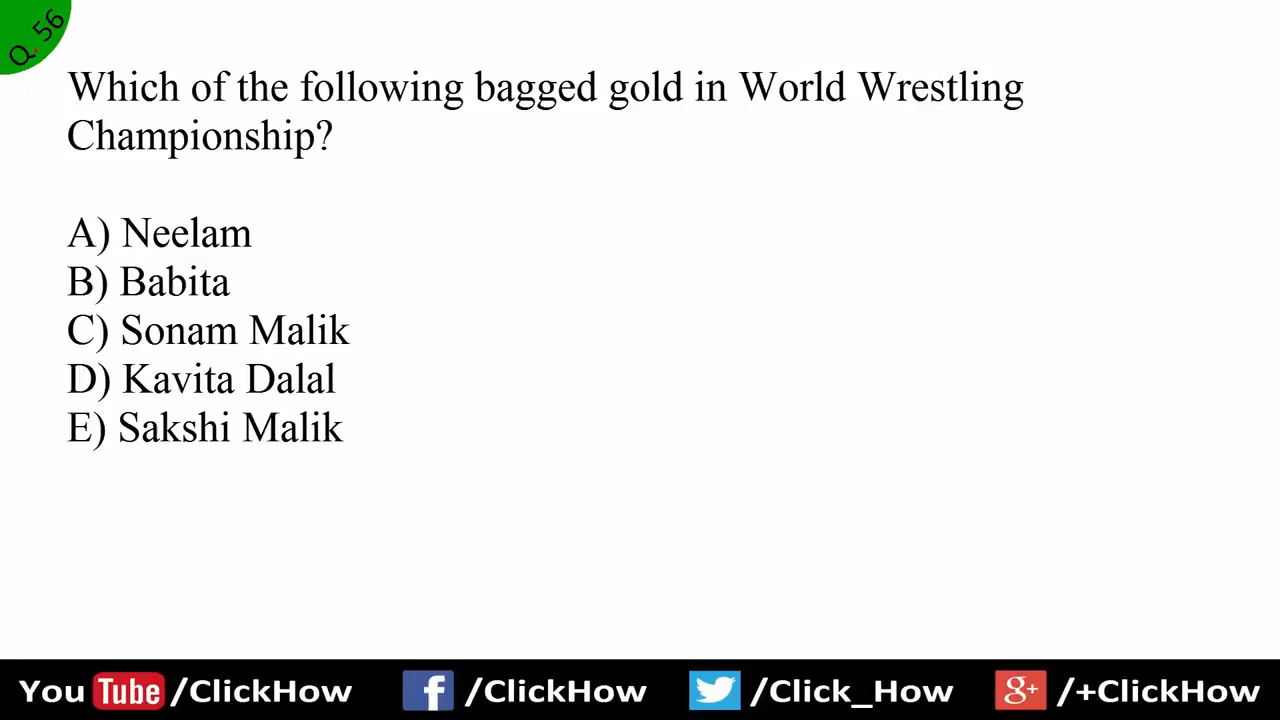 Q. 56
Which of the following bagged gold in World Wrestling
Championship?
A) Neelam
B) Babita
C) Sonam Malik
D) Kavita Dalal
E) Sakshi Malik
You Tube /ClickHow f /ClickHow /Click_How g+ /+ClickHow